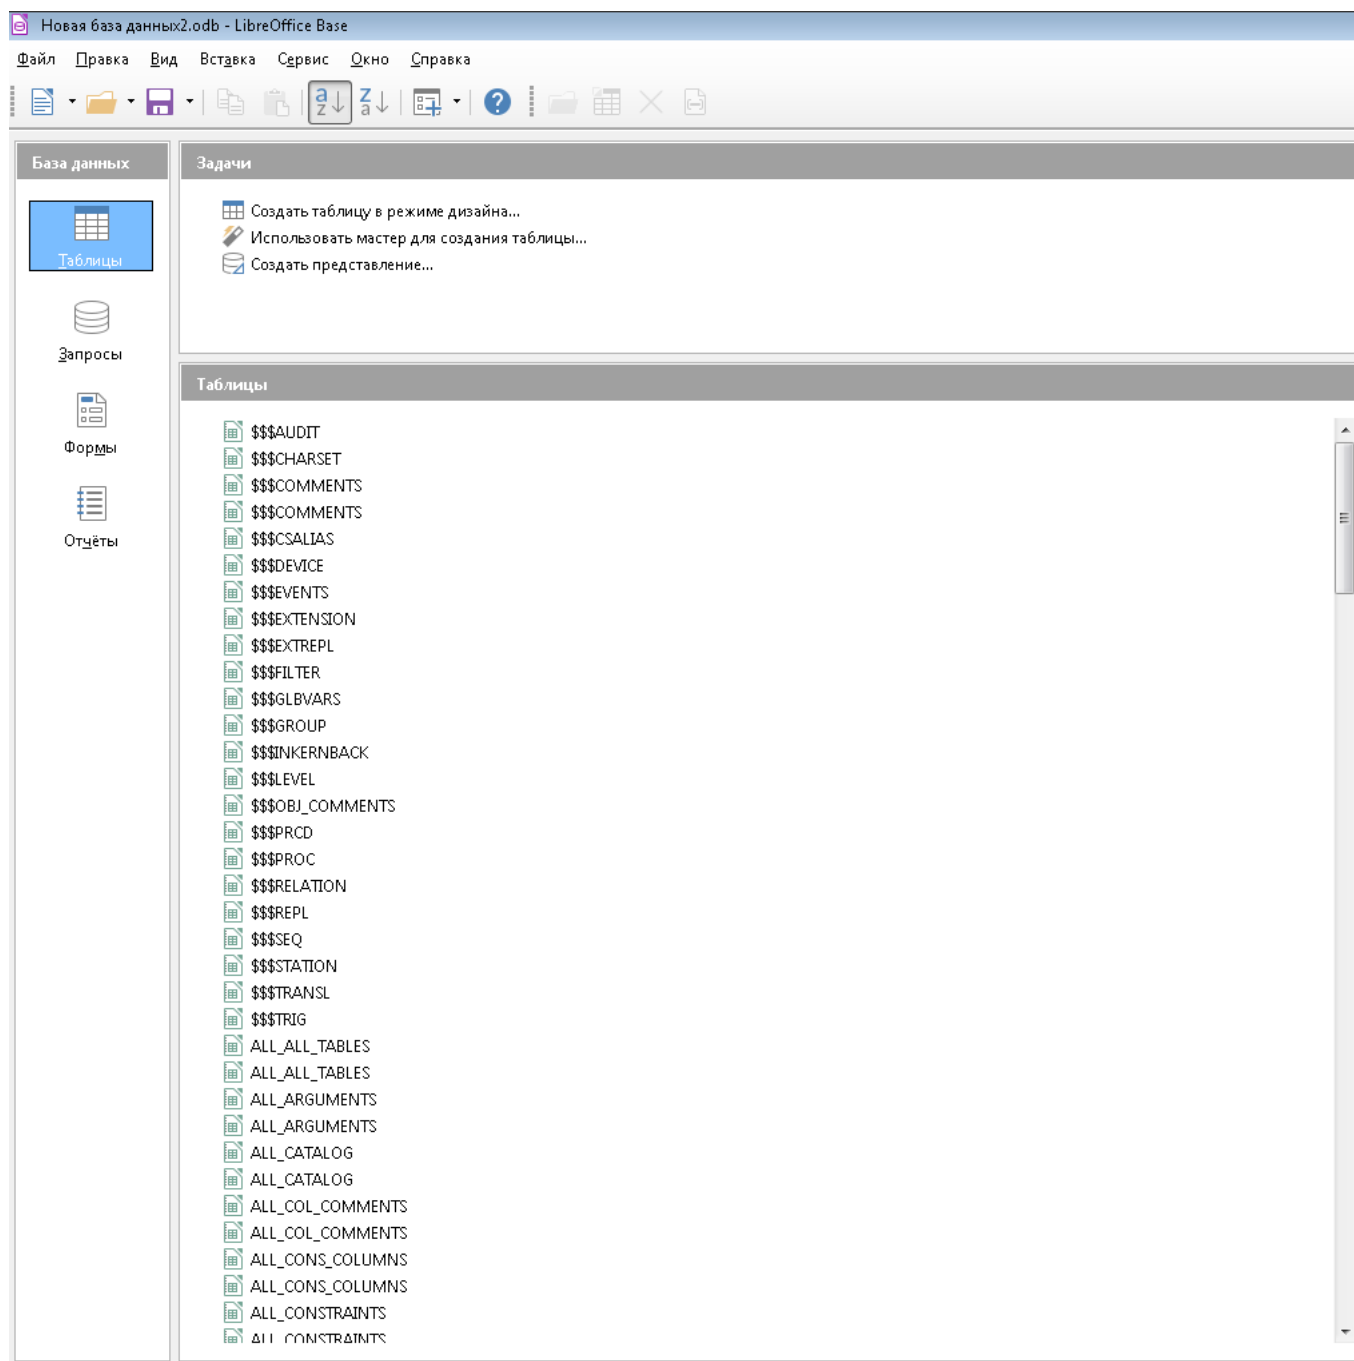 Новая база данных2.odb - LibreOffice Base
Файл Правка Вид Вставка Сервис Окно Справка
База данных
Таблицы
Запросы
Формы
Отчёты
Задачи
Создать таблицу в режиме дизайна...
Использовать мастер для создания таблицы...
Создать представление...
Таблицы
$$$AUDIT
$$$CHARSET
$$$COMMENTS
$$$COMMENTS
$$$CSALIAS
$$$DEVICE
$$$EVENTS
$$$EXTENSION
$$$EXTREPL
$$$FILTER
$$$GLBVARS
$$$GROUP
$$$INKERNBACK
$$$LEVEL
$$$OBJ_COMMENTS
$$$PRCD
$$$PROC
$$$RELATION
$$$REPL
$$$SEQ
$$$STATION
$$$TRANSL
$$$TRIG
ALL_ALL_TABLES
ALL_ALL_TABLES
ALL_ARGUMENTS
ALL_ARGUMENTS
ALL_CATALOG
ALL_CATALOG
ALL_COL_COMMENTS
ALL_COL_COMMENTS
ALL_CONS_COLUMNS
ALL_CONS_COLUMNS
ALL_CONSTRAINTS
ALL_CONSTRAINTS